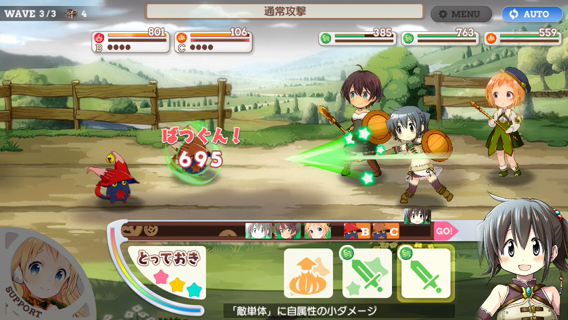 WAVE 3/3 4
通常攻撃
MENU
AUTO
801
106
385
763
559
B
C
ばつぐん!
695
B
C
GO!
とっておき
SUPPORT
「敵単体」に自属性の小ダメージ